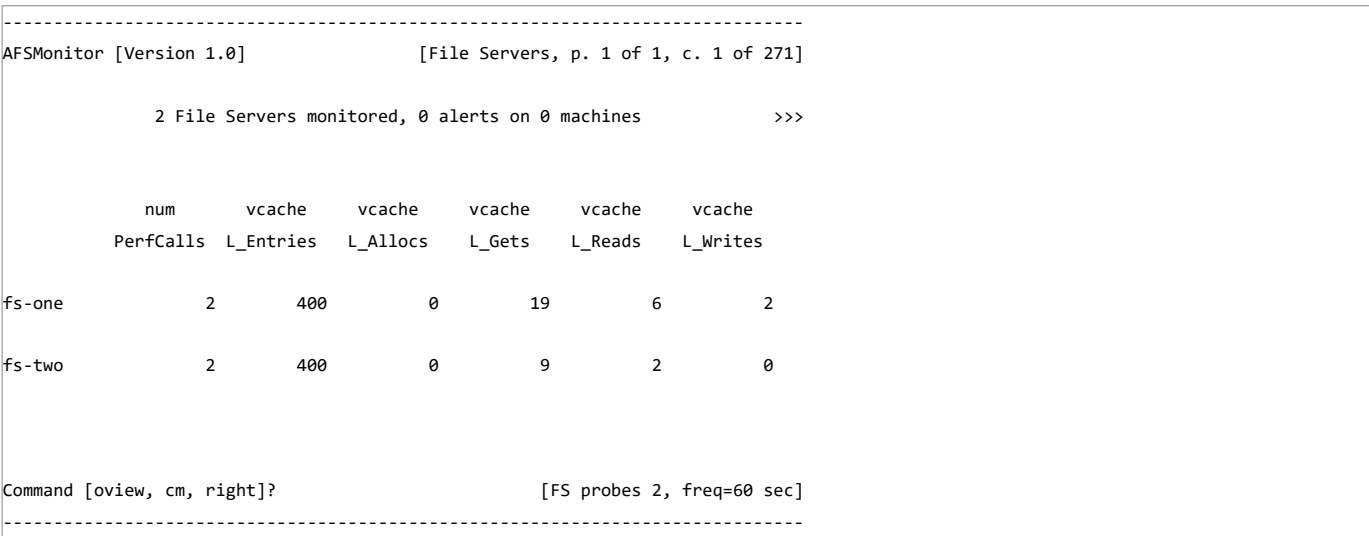 -------------------------------------------------------------------------------
AFSMonitor [Version 1.0] [File Servers, p. 1 of 1, c. 1 of 271]
2 File Servers monitored, 0 alerts on 0 machines >>>
num vcache vcache vcache vcache vcache
PerfCalls L_Entries L_Allocs L_Gets L_Reads L_Writes
fs-one 2 400 0 19 6 2
fs-two 2 400 0 9 2 0
Command [oview, cm, right]? [FS probes 2, freq=60 sec]
-------------------------------------------------------------------------------